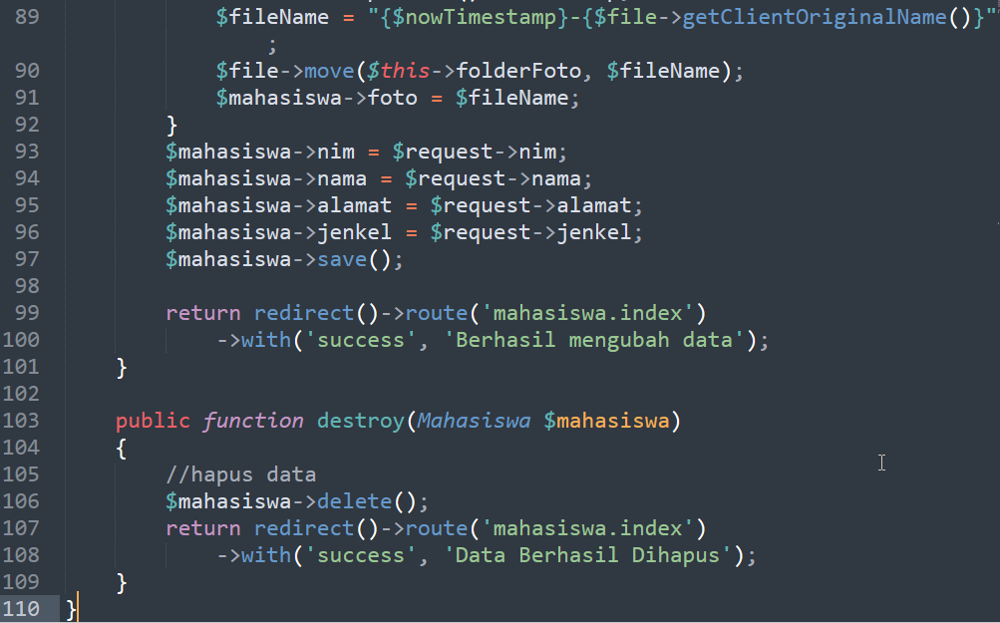 89 $fileName = "{$nowTimestamp}-{$file->getClientOriginalName()}"
;
90 $file->move($this->folderFoto, $fileName);
91 $mahasiswa->foto = $fileName;
92 }
93 $mahasiswa->nim = $request->nim;
94 $mahasiswa->nama = $request->nama;
95 $mahasiswa->alamat = $request->alamat;
96 $mahasiswa->jenkel = $request->jenkel;
97 $mahasiswa->save();
98
99 return redirect()->route('mahasiswa.index')
100 ->with('success', 'Berhasil mengubah data');
101 }
102
103 public function destroy(Mahasiswa $mahasiswa)
104 {
105 //hapus data
106 $mahasiswa->delete();
107 return redirect()->route('mahasiswa.index')
108 ->with('success', 'Data Berhasil Dihapus');
109 }
110 }